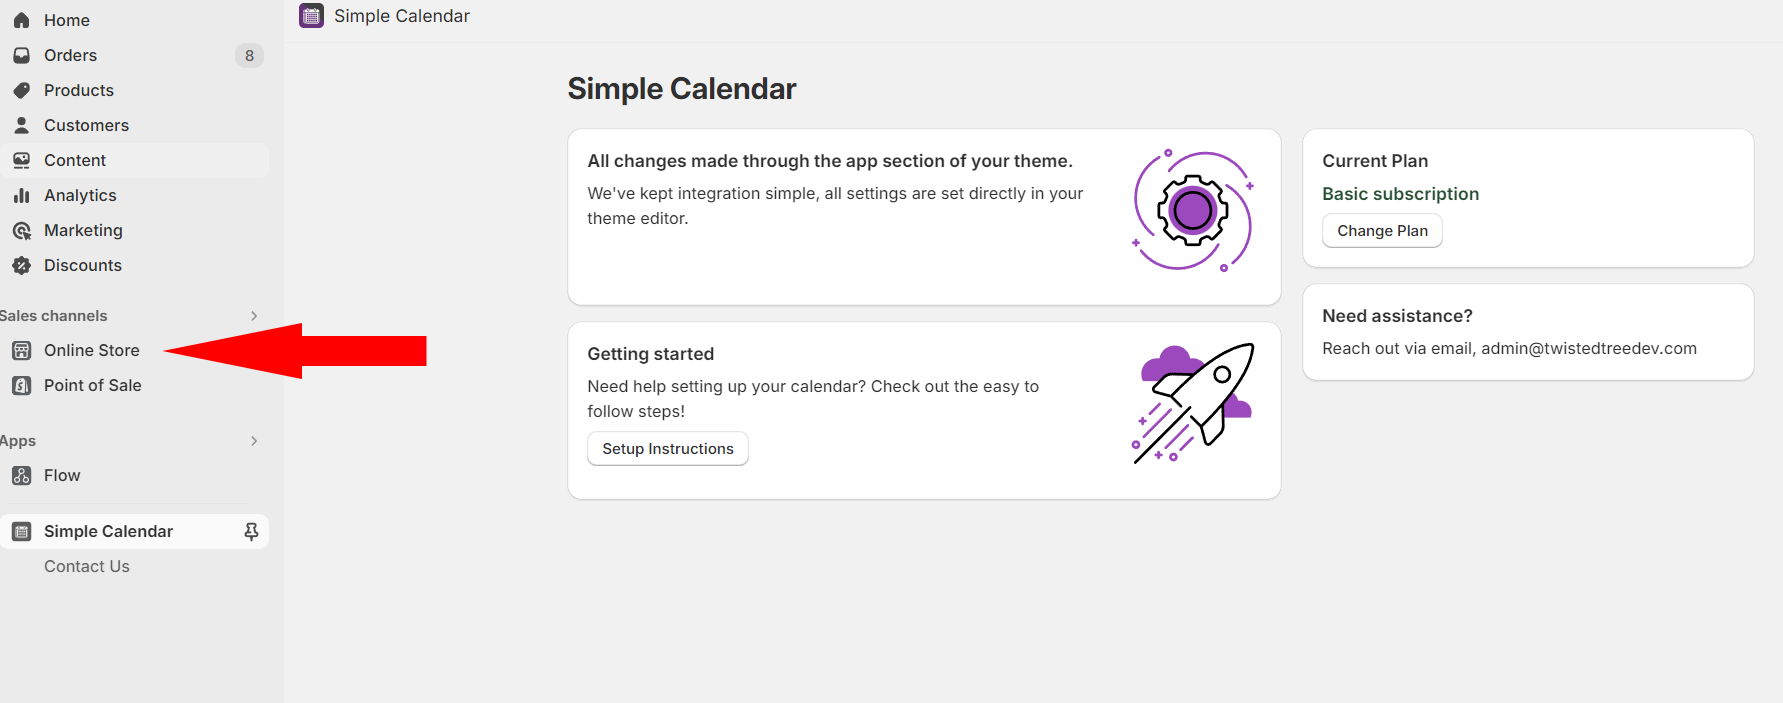 Home
Orders 8
Products
Customers
Content
Analytics
Marketing
Discounts
Sales channels
Online Store
Point of Sale
Apps
Flow
Simple Calendar
Contact Us
Simple Calendar
Simple Calendar
All changes made through the app section of your theme.
We've kept integration simple, all settings are set directly in your
theme editor.
Getting started
Need help setting up your calendar? Check out the easy to
follow steps!
Setup Instructions
Current Plan
Basic subscription
Change Plan
Need assistance?
Reach out via email, admin@twistedtreedev.com